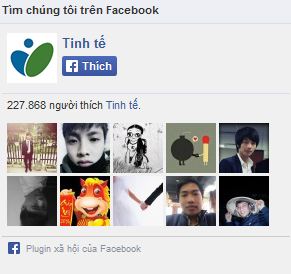 Tìm chúng tôi trên Facebook
Tinh tế
Thích
227.868 người thích Tinh tế.
Plugin xã hội của Facebook